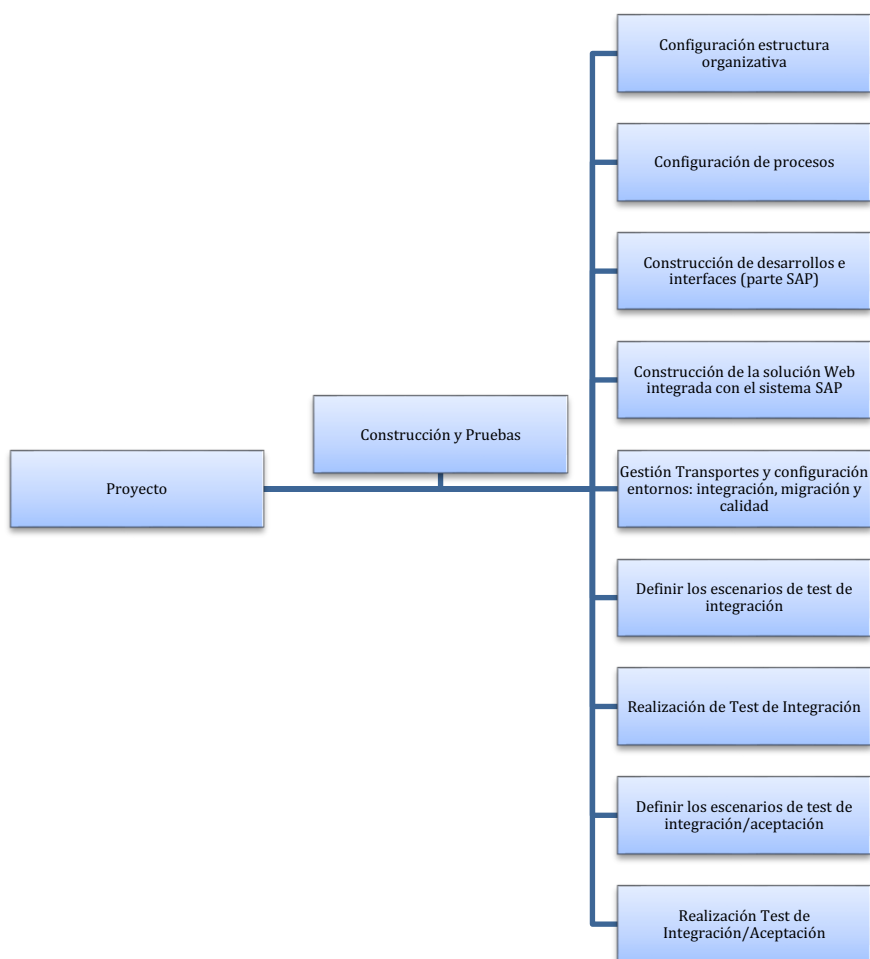 Proyecto
Construcción y Pruebas
Configuración estructura
organizativa
Configuración de procesos
Construcción de desarrollos e
interfaces (parte SAP)
Construcción de la solución Web
integrada con el sistema SAP
Gestión Transportes y configuración
entornos: integración, migración y
calidad
Definir los escenarios de test de
integración
Realización de Test de Integración
Definir los escenarios de test de
integración/aceptación
Realización Test de
Integración/Aceptación